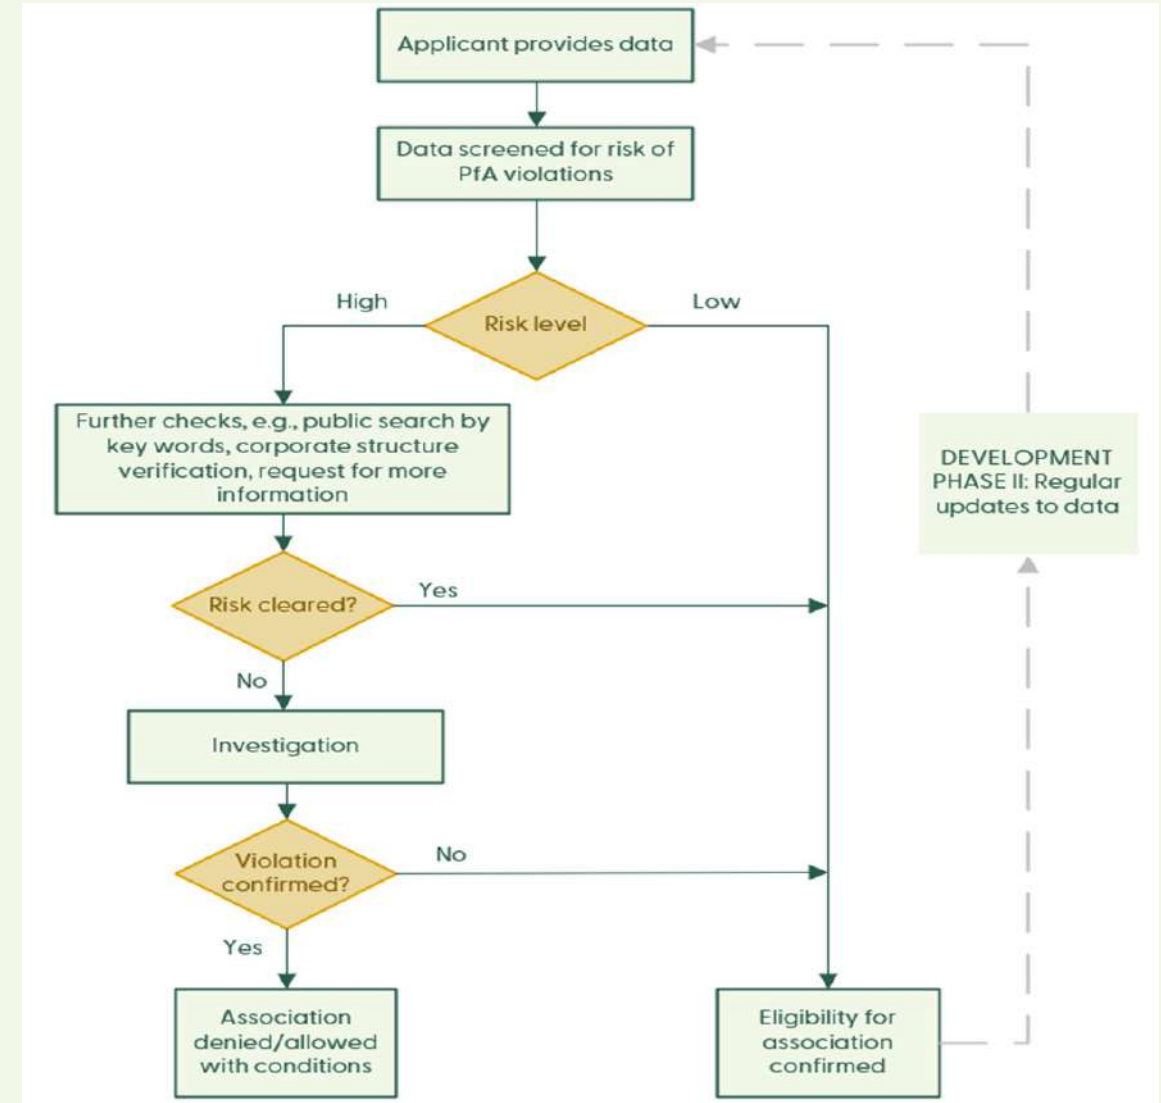 Applicant provides data
Data screened for risk of
PfA violations
High
Low
Risk level
Further checks, e.g., public search by
key words, corporate structure
verification, request for more
information
DEVELOPMENT
PHASE II: Regular
updates to data
Yes
Risk cleared?
No
Investigation
No
Violation
confirmed?
Yes
Association
denied/allowed
with conditions
Eligibility for
association
confirmed